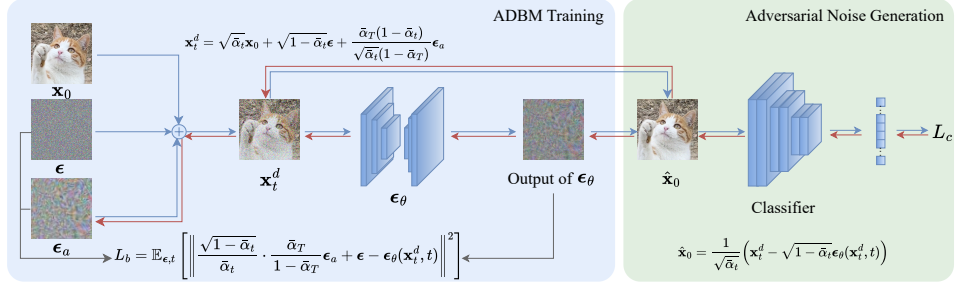 ADBM Training
Adversarial Noise Generation
$\mathbf{x}_t^d = \sqrt{\bar{\alpha}_t}\mathbf{x}_0 + \sqrt{1-\bar{\alpha}_t}\boldsymbol{\epsilon} + \frac{\bar{\alpha}_T(1-\bar{\alpha}_t)}{\sqrt{\bar{\alpha}_t}(1-\bar{\alpha}_T)}\boldsymbol{\epsilon}_a$
$\mathbf{x}_0$
$\boldsymbol{\epsilon}$
$\boldsymbol{\epsilon}_a$
$\mathbf{x}_t^d$
$\boldsymbol{\epsilon}_\theta$
Output of $\boldsymbol{\epsilon}_\theta$
$\hat{\mathbf{x}}_0$
Classifier
$L_c$
$L_b = \mathbb{E}_{\boldsymbol{\epsilon},t}\left[\left\|\frac{\sqrt{1-\bar{\alpha}_t}}{\bar{\alpha}_t} \cdot \frac{\bar{\alpha}_T}{1-\bar{\alpha}_T}\boldsymbol{\epsilon}_a + \boldsymbol{\epsilon} - \boldsymbol{\epsilon}_\theta(\mathbf{x}_t^d, t)\right\|^2\right]$
$\hat{\mathbf{x}}_0 = \frac{1}{\sqrt{\bar{\alpha}_t}}\left(\mathbf{x}_t^d - \sqrt{1-\bar{\alpha}_t}\boldsymbol{\epsilon}_\theta(\mathbf{x}_t^d, t)\right)$